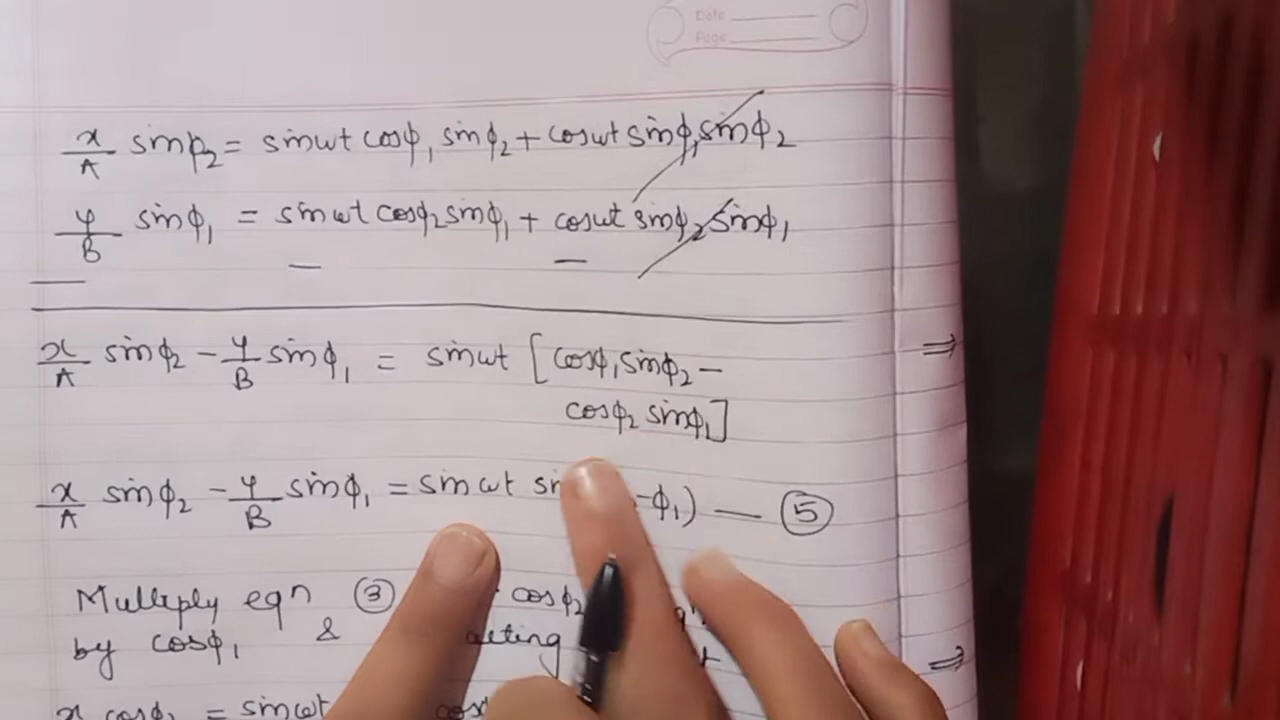 Date
Page
x/A sinφ₂ = sinωt cosφ₁ sinφ₂ + cosωt sinφ₁ sinφ₂
y/B sinφ₁ = sinωt cosφ₂ sinφ₁ + cosωt sinφ₂ sinφ₁
— — —
x/A sinφ₂ - y/B sinφ₁ = sinωt [cosφ₁ sinφ₂ - ⇒
cosφ₂ sinφ₁]
x/A sinφ₂ - y/B sinφ₁ = sinωt -φ₁) — ⑤
Multiply eqn ③ cosφ₂
by cosφ₁ & ⇒
x cosφ₂ = sinωt